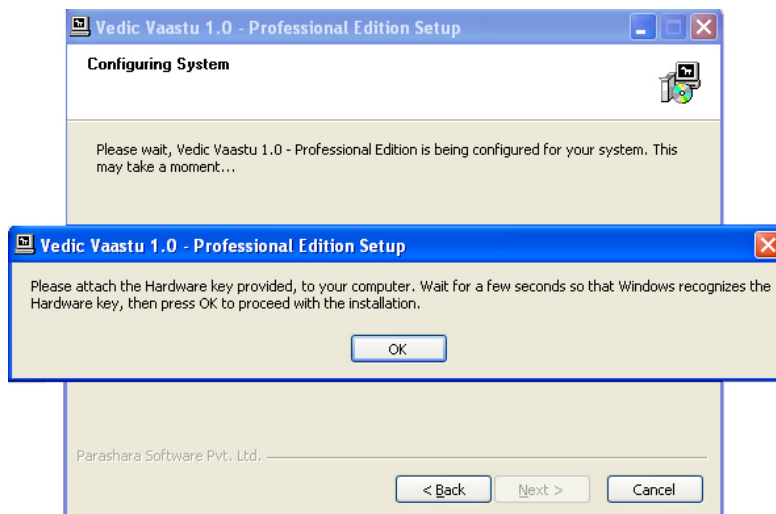 Vedic Vaastu 1.0 - Professional Edition Setup
Configuring System
Please wait, Vedic Vaastu 1.0 - Professional Edition is being configured for your system. This
may take a moment...
Vedic Vaastu 1.0 - Professional Edition Setup
Please attach the Hardware key provided, to your computer. Wait for a few seconds so that Windows recognizes the
Hardware key, then press OK to proceed with the installation.
OK
Parashara Software Pvt. Ltd.
< Back Next > Cancel